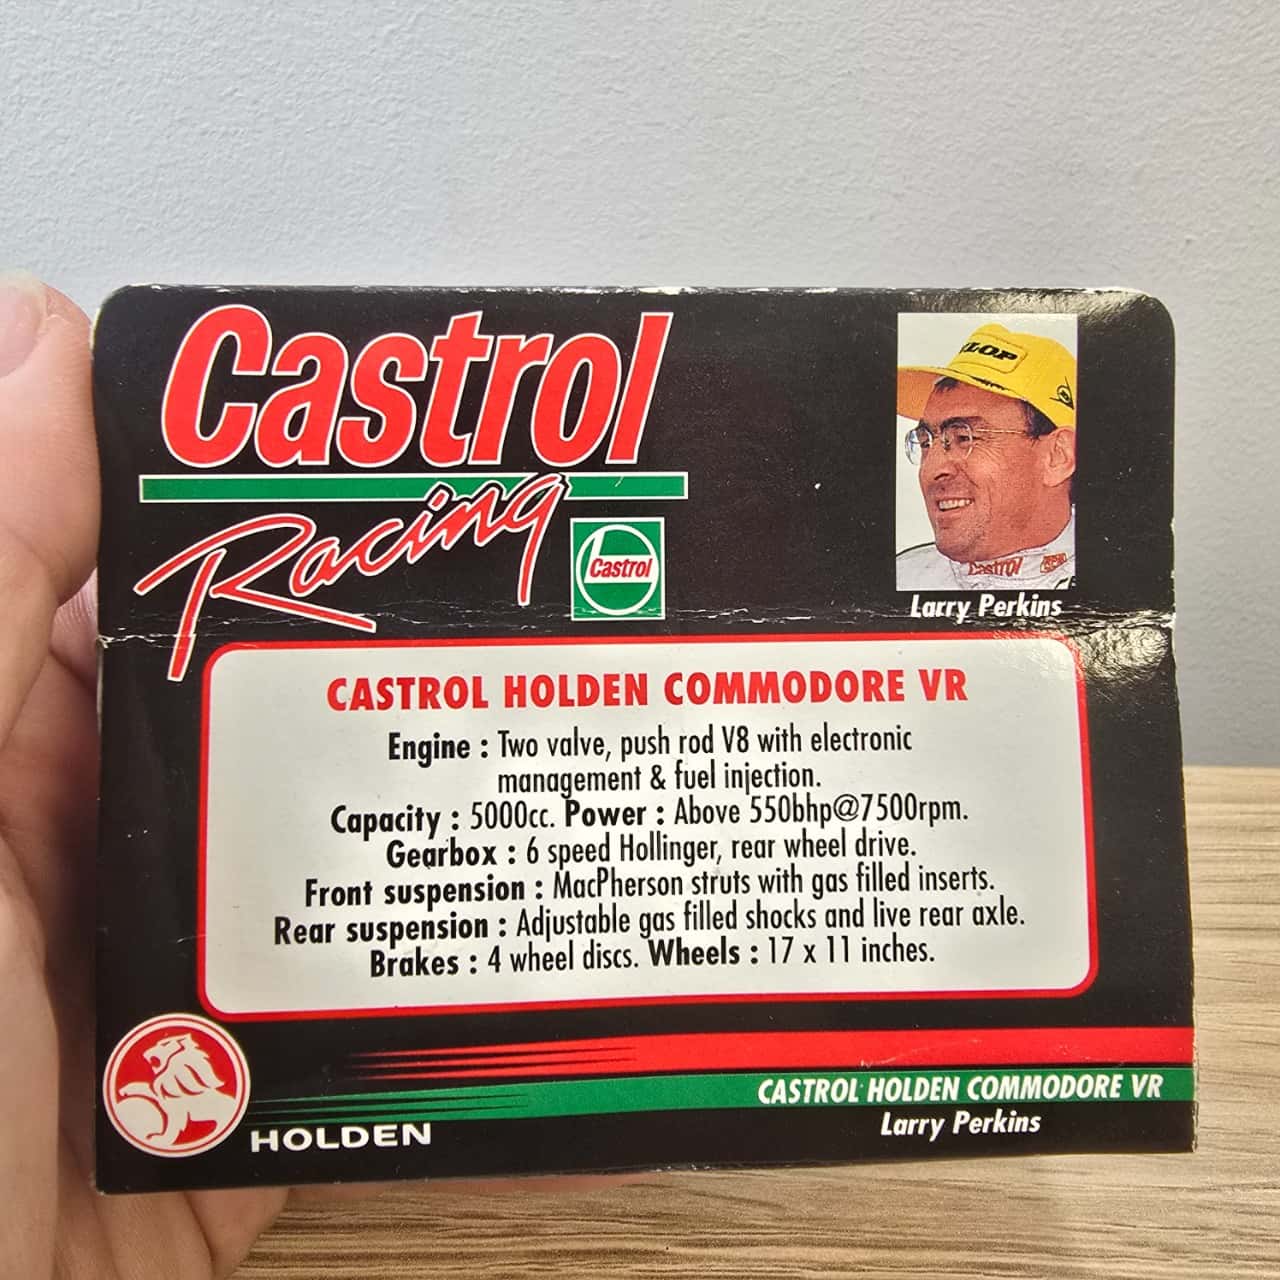 Castrol
Racing
Castrol
Castrol
Larry Perkins
CASTROL HOLDEN COMMODORE VR
Engine : Two valve, push rod V8 with electronic
management & fuel injection.
Capacity : 5000cc. Power : Above 550bhp@7500rpm.
Gearbox : 6 speed Hollinger, rear wheel drive.
Front suspension : MacPherson struts with gas filled inserts.
Rear suspension : Adjustable gas filled shocks and live rear axle.
Brakes : 4 wheel discs. Wheels : 17 x 11 inches.
CASTROL HOLDEN COMMODORE VR
Larry Perkins
HOLDEN